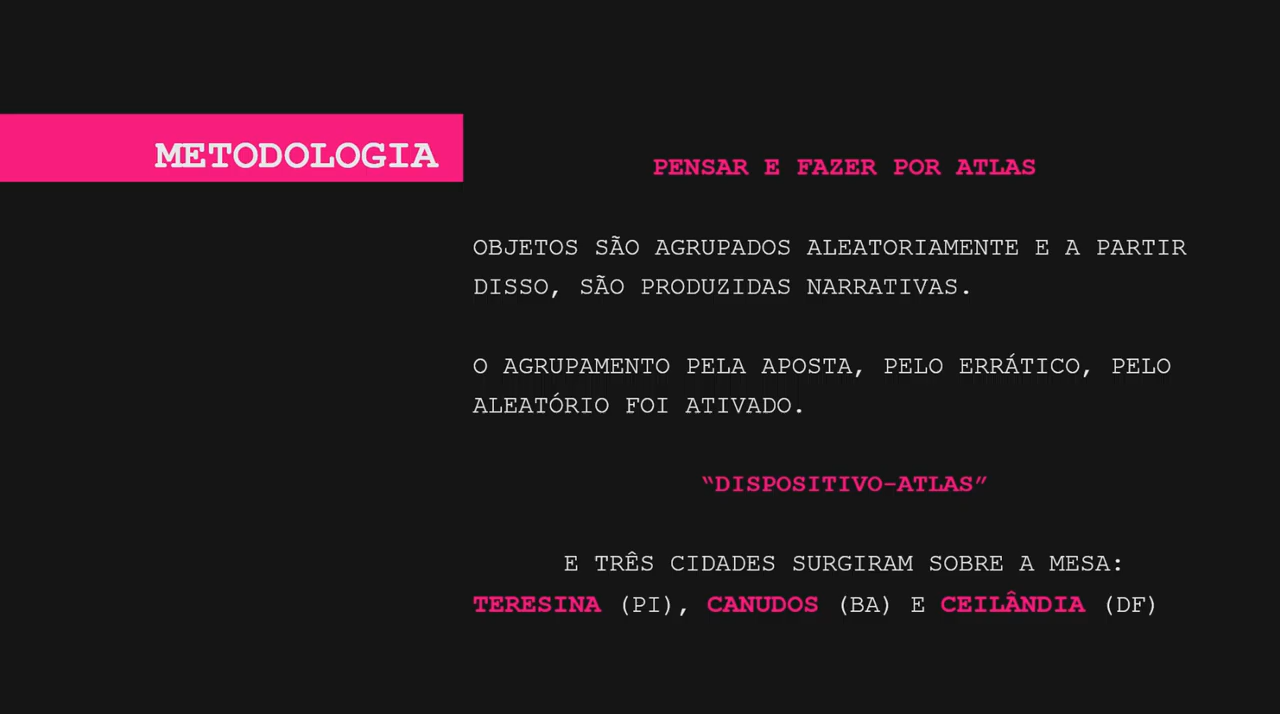 METODOLOGIA
PENSAR E FAZER POR ATLAS
OBJETOS SÃO AGRUPADOS ALEATORIAMENTE E A PARTIR
DISSO, SÃO PRODUZIDAS NARRATIVAS.
O AGRUPAMENTO PELA APOSTA, PELO ERRÁTICO, PELO
ALEATÓRIO FOI ATIVADO.
“DISPOSITIVO-ATLAS”
E TRÊS CIDADES SURGIRAM SOBRE A MESA:
TERESINA (PI), CANUDOS (BA) E CEILÂNDIA (DF)